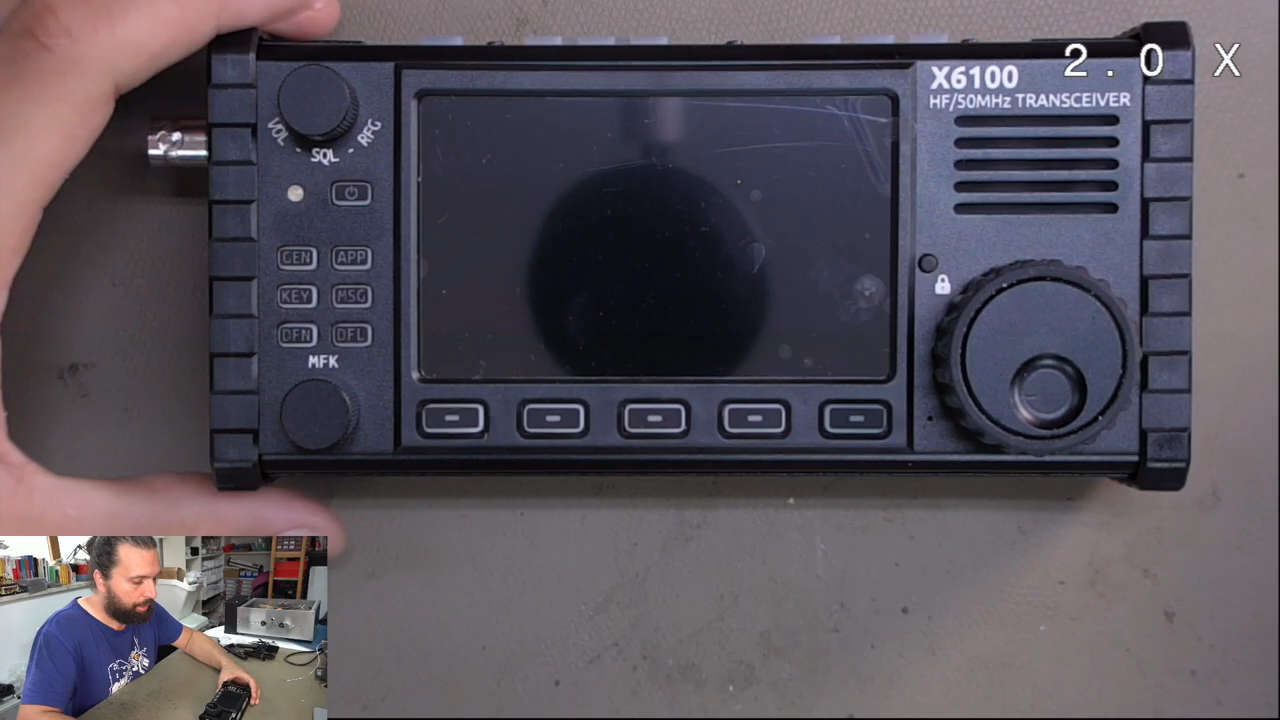 2.0 X
X6100
HF/50MHz TRANSCEIVER
VOL - SQL - RFG
GEN APP
KEY MSG
DFN DFL
MFK